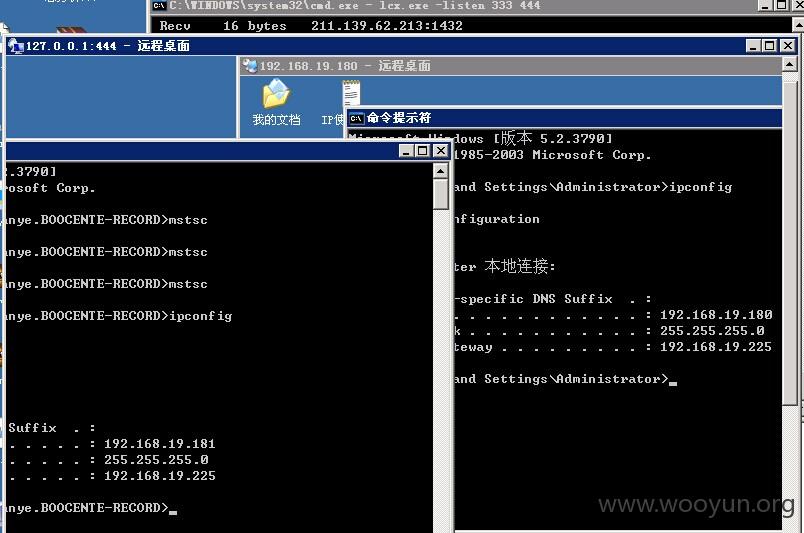 C:\WINDOWS\system32\cmd.exe - lcx.exe -listen 333 444
Recv 16 bytes 211.139.62.213:1432
127.0.0.1:444 - 远程桌面
192.168.19.180 - 远程桌面
我的文档
命令提示符
Microsoft Windows [版本 5.2.3790]
1985-2003 Microsoft Corp.
and Settings\Administrator>ipconfig
nfiguration
ter 本地连接:
-specific DNS Suffix . :
. . . . . . . . . . . . : 192.168.19.180
k . . . . . . . . . . . : 255.255.255.0
teway . . . . . . . . . : 192.168.19.225
and Settings\Administrator>_
.3790]
rosoft Corp.
anye.BOOCENTE-RECORD>mstsc
anye.BOOCENTE-RECORD>mstsc
anye.BOOCENTE-RECORD>mstsc
anye.BOOCENTE-RECORD>ipconfig
Suffix . :
. . . . . : 192.168.19.181
. . . . . : 255.255.255.0
. . . . . : 192.168.19.225
anye.BOOCENTE-RECORD>_
www.wooyun.org